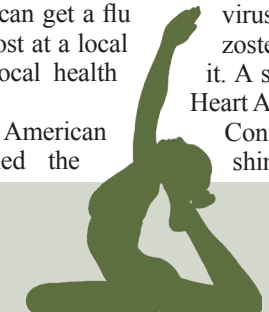 can get a flu
ost at a local
ocal health
American
ed the
virus
zoste
it. A s
Heart A
Con
shin